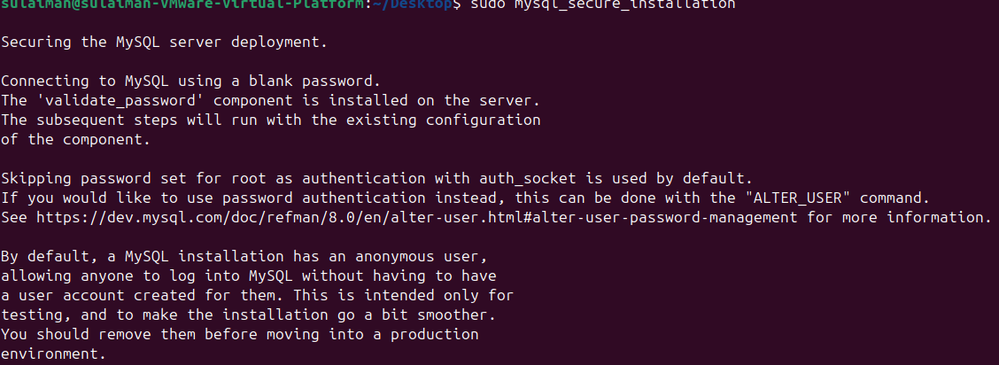 sulaiman@sulaiman-VMware-Virtual-Platform:~/Desktop$ sudo mysql_secure_installation
Securing the MySQL server deployment.
Connecting to MySQL using a blank password.
The 'validate_password' component is installed on the server.
The subsequent steps will run with the existing configuration
of the component.
Skipping password set for root as authentication with auth_socket is used by default.
If you would like to use password authentication instead, this can be done with the "ALTER_USER" command.
See https://dev.mysql.com/doc/refman/8.0/en/alter-user.html#alter-user-password-management for more information.
By default, a MySQL installation has an anonymous user,
allowing anyone to log into MySQL without having to have
a user account created for them. This is intended only for
testing, and to make the installation go a bit smoother.
You should remove them before moving into a production
environment.